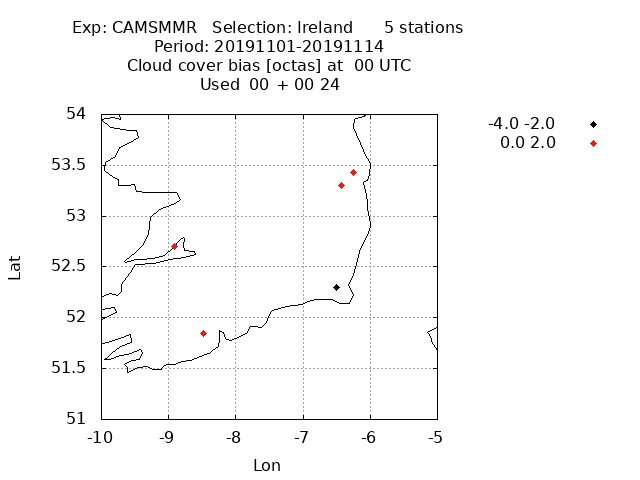 Exp: CAMSMMR Selection: Ireland 5 stations
Period: 20191101-20191114
Cloud cover bias [octas] at 00 UTC
Used 00 + 00 24
-4.0 -2.0
0.0 2.0
54
53.5
53
52.5
52
51.5
51
-10 -9 -8 -7 -6 -5
Lat
Lon